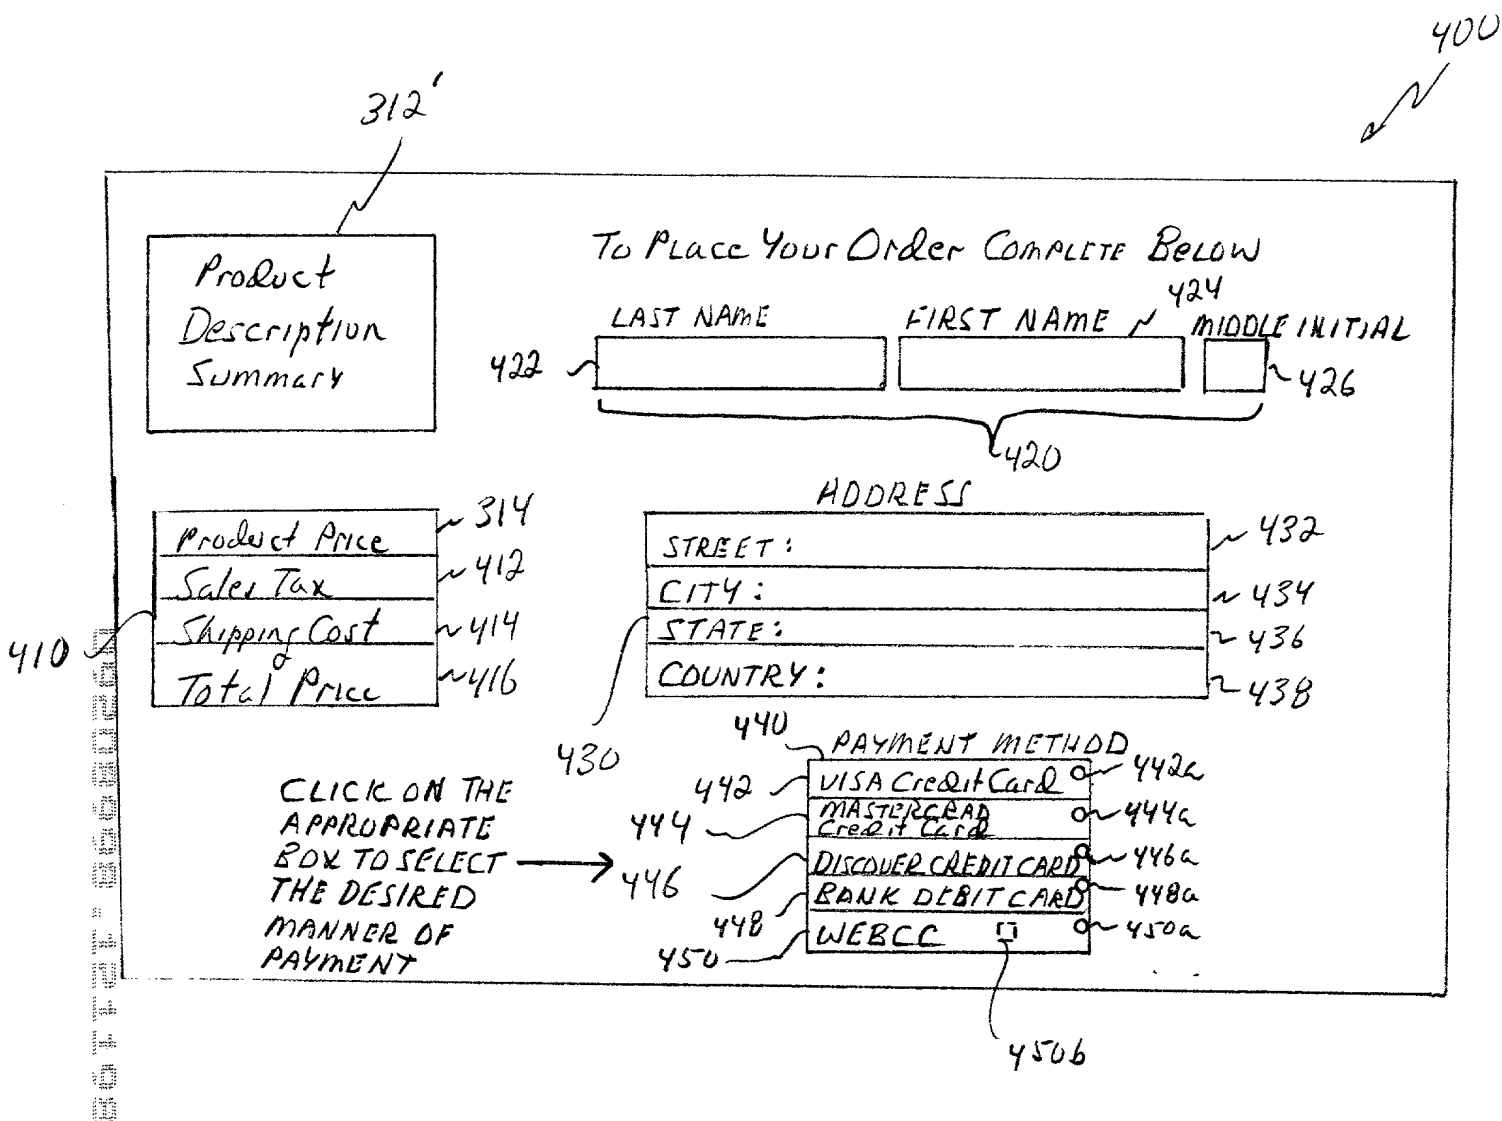 400
312'
Product
Description
Summary
To Place Your Order COMPLETE BELOW
424
LAST NAME FIRST NAME MIDDLE INITIAL
422
426
420
ADDRESS
Product Price 314
Sales Tax 412
Shipping Cost 414
Total Price 416
410
STREET: 432
CITY: 434
STATE: 436
COUNTRY: 438
430
440
PAYMENT METHOD
442 VISA Credit Card 442a
444 MASTERCRAD 444a
Credit Card
446 DISCOVER CREDIT CARD 446a
448 BANK DEBIT CARD 448a
450 WEBCC 450a
450b
CLICK ON THE
APPROPRIATE
BOX TO SELECT
THE DESIRED
MANNER OF
PAYMENT